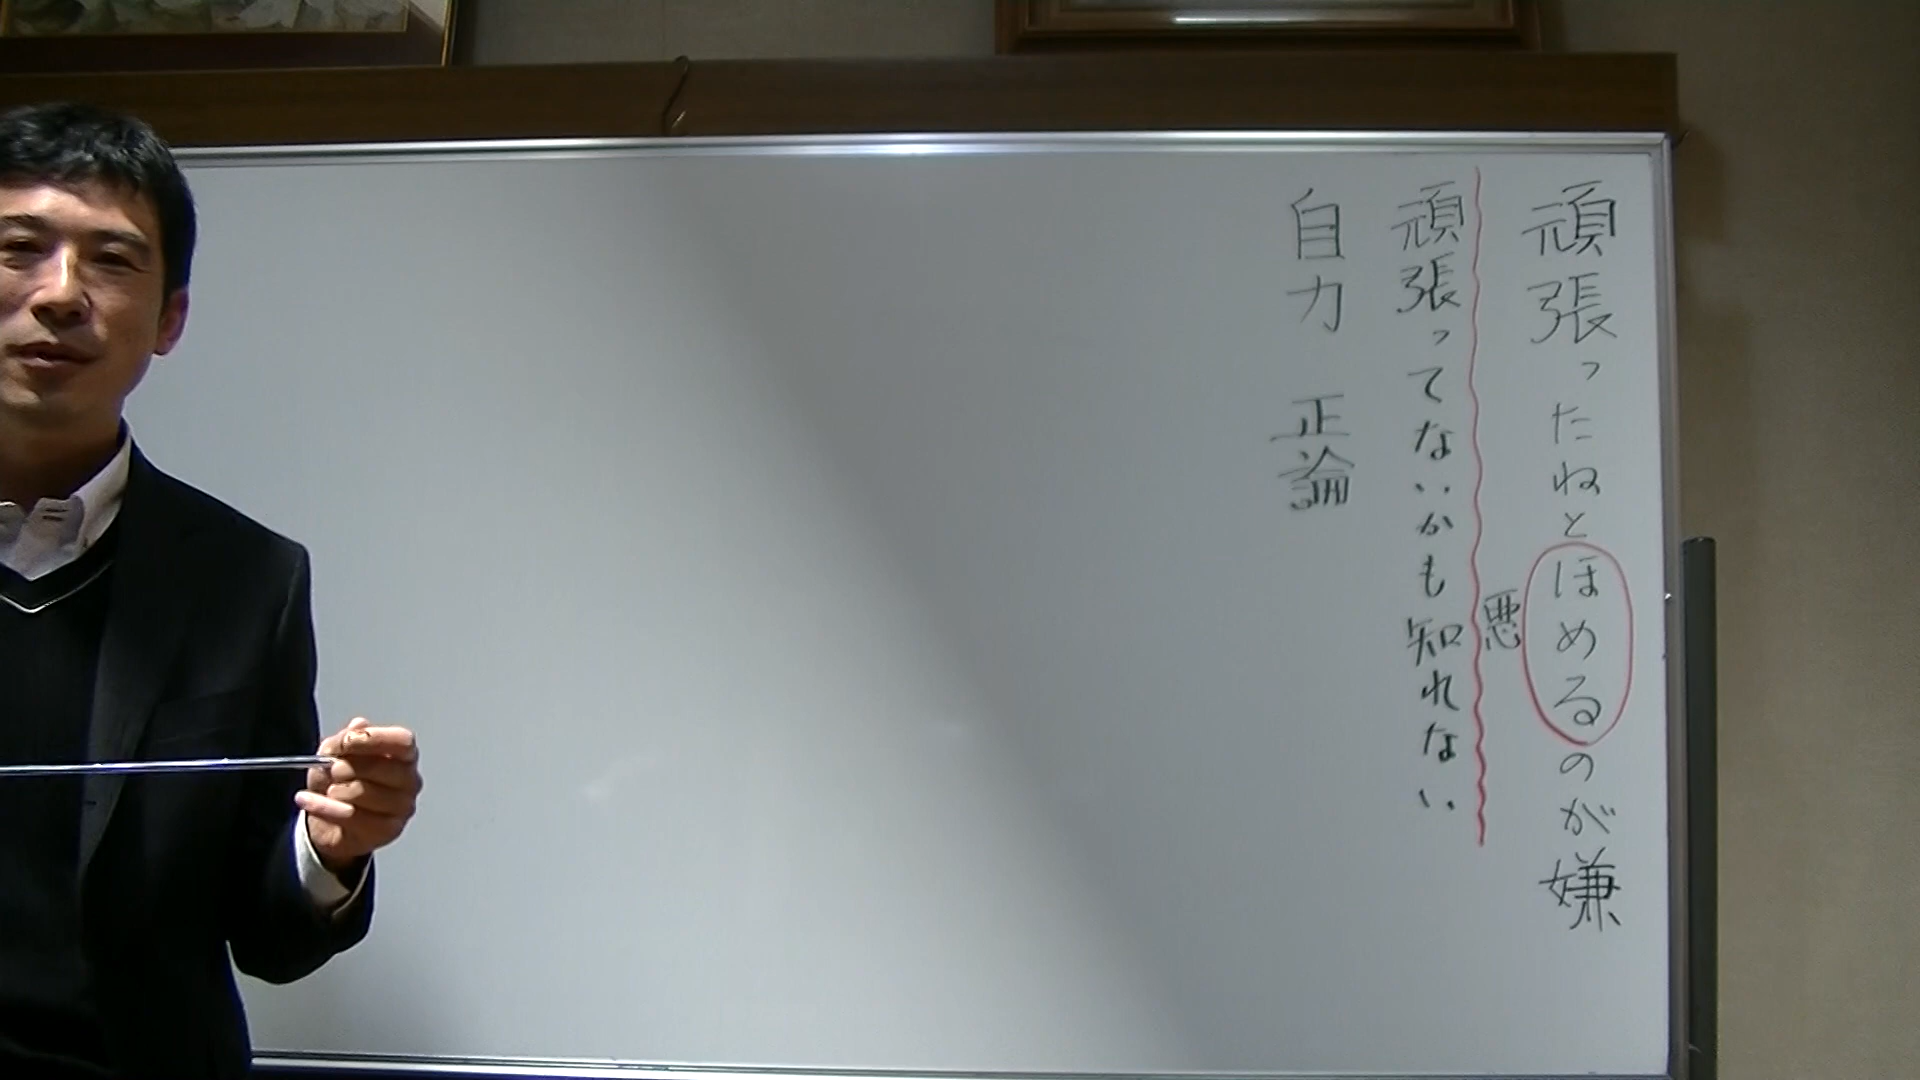 頑張ったねとほめるのが嫌
悪
頑張ってないかも知れない
自力 正論